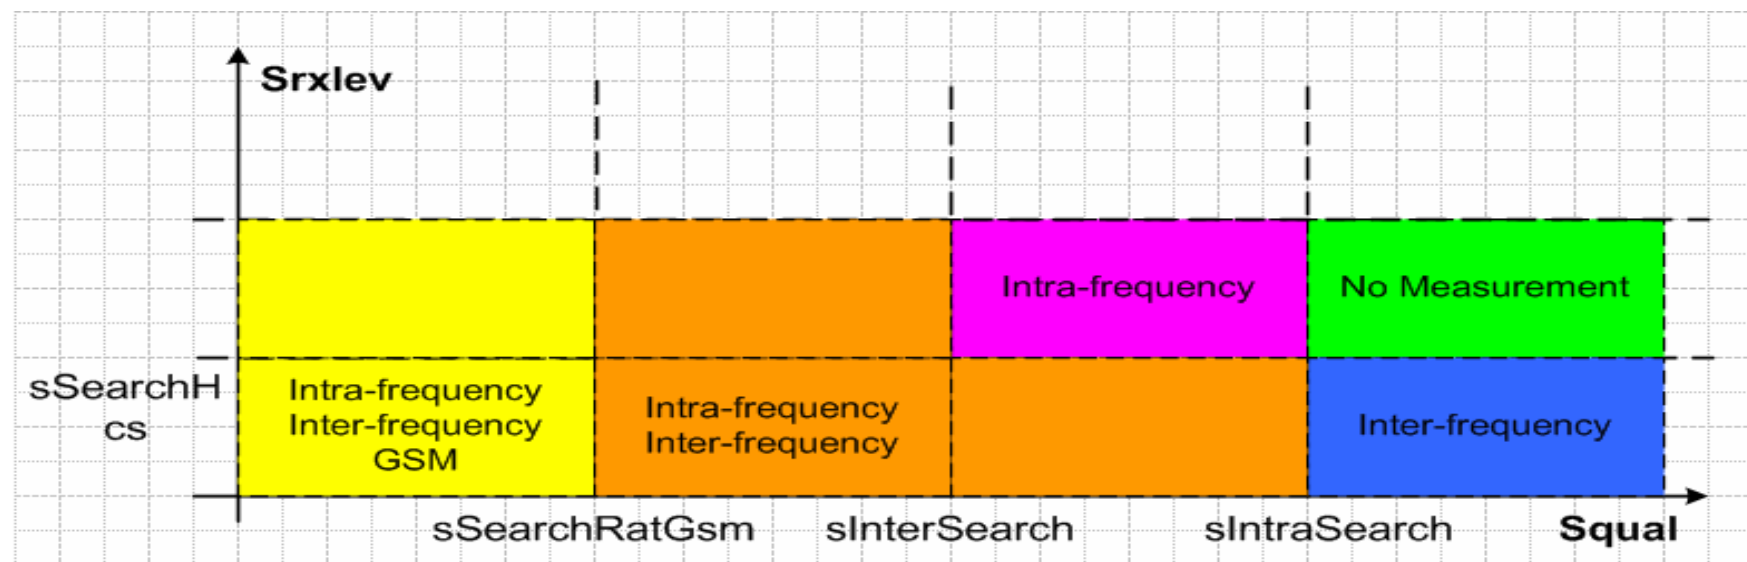 Srxlev
Intra-frequency
No Measurement
sSearchH
cs
Intra-frequency
Inter-frequency
GSM
Intra-frequency
Inter-frequency
Inter-frequency
sSearchRatGsm
sInterSearch
sIntraSearch
Squal